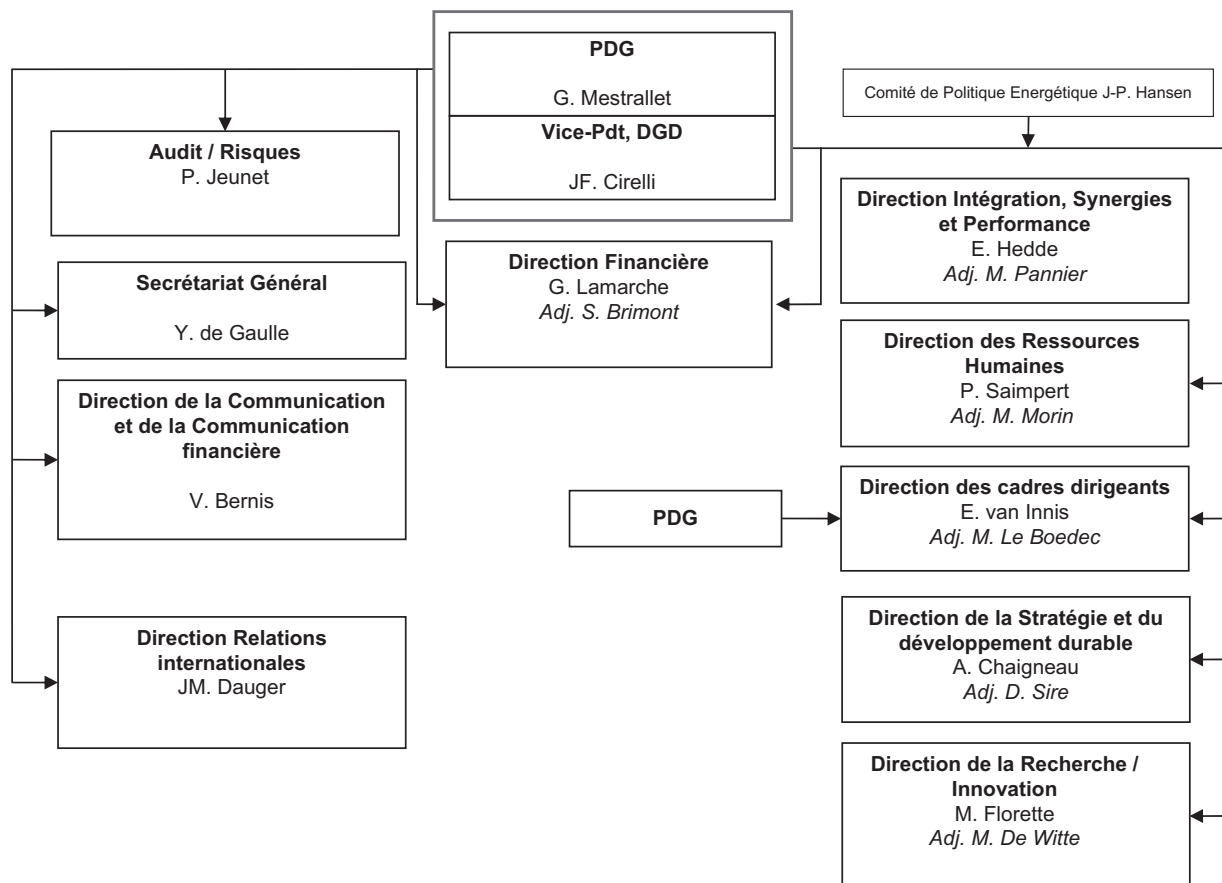 PDG
G. Mestrallet
Vice-Pdt, DGD
JF. Cirelli
Comité de Politique Energétique J-P. Hansen
Audit / Risques
P. Jeunet
Secrétariat Général
Y. de Gaulle
Direction de la Communication
et de la Communication
financière
V. Bernis
Direction Relations
internationales
JM. Dauger
Direction Financière
G. Lamarche
Adj. S. Brimont
PDG
Direction Intégration, Synergies
et Performance
E. Hedde
Adj. M. Pannier
Direction des Ressources
Humaines
P. Saimpert
Adj. M. Morin
Direction des cadres dirigeants
E. van Innis
Adj. M. Le Boedec
Direction de la Stratégie et du
développement durable
A. Chaigneau
Adj. D. Sire
Direction de la Recherche /
Innovation
M. Florette
Adj. M. De Witte